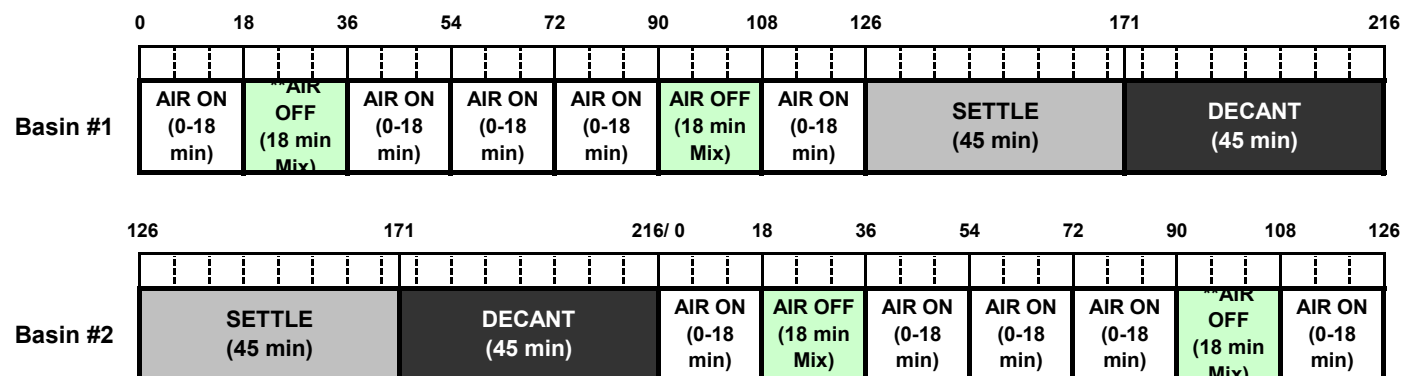 0 18 36 54 72 90 108 126 171 216
Basin #1
AIR ON
(0-18
min)
**AIR
OFF
(18 min
Mix)
AIR ON
(0-18
min)
AIR ON
(0-18
min)
AIR ON
(0-18
min)
AIR OFF
(18 min
Mix)
AIR ON
(0-18
min)
SETTLE
(45 min)
DECANT
(45 min)
126 171 216/ 0 18 36 54 72 90 108 126
Basin #2
SETTLE
(45 min)
DECANT
(45 min)
AIR ON
(0-18
min)
AIR OFF
(18 min
Mix)
AIR ON
(0-18
min)
AIR ON
(0-18
min)
AIR ON
(0-18
min)
**AIR
OFF
(18 min
Mix)
AIR ON
(0-18
min)